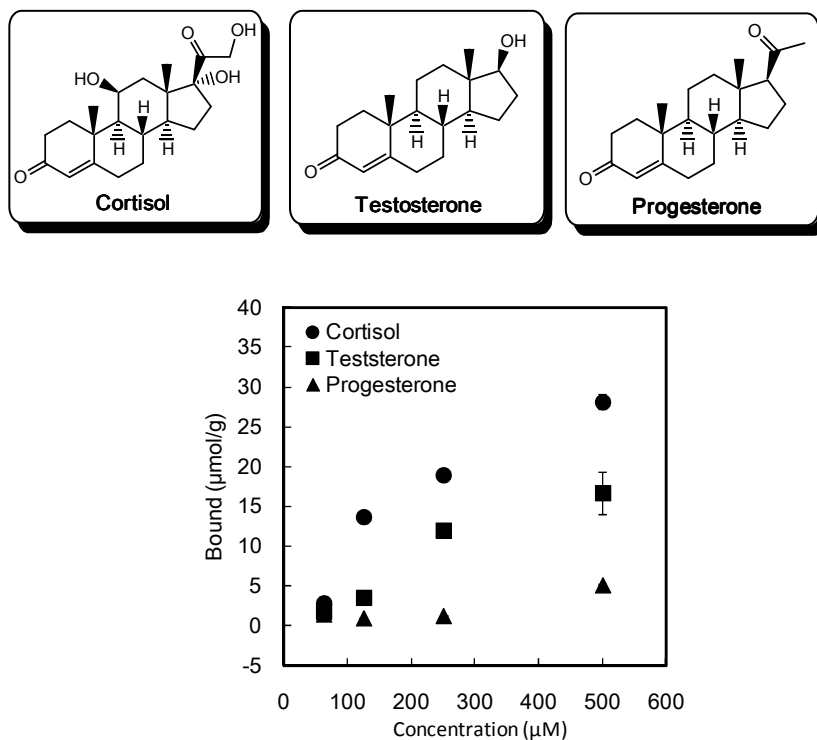 O
OH
HO
OH
H
H
H
O
Cortisol
OH
H
H
H
O
Testosterone
O
H
H
H
O
Progesterone
40
35
30
25
20
15
10
5
0
-5
Bound (μmol/g)
Cortisol
Teststerone
Progesterone
0 100 200 300 400 500 600
Concentration (μM)